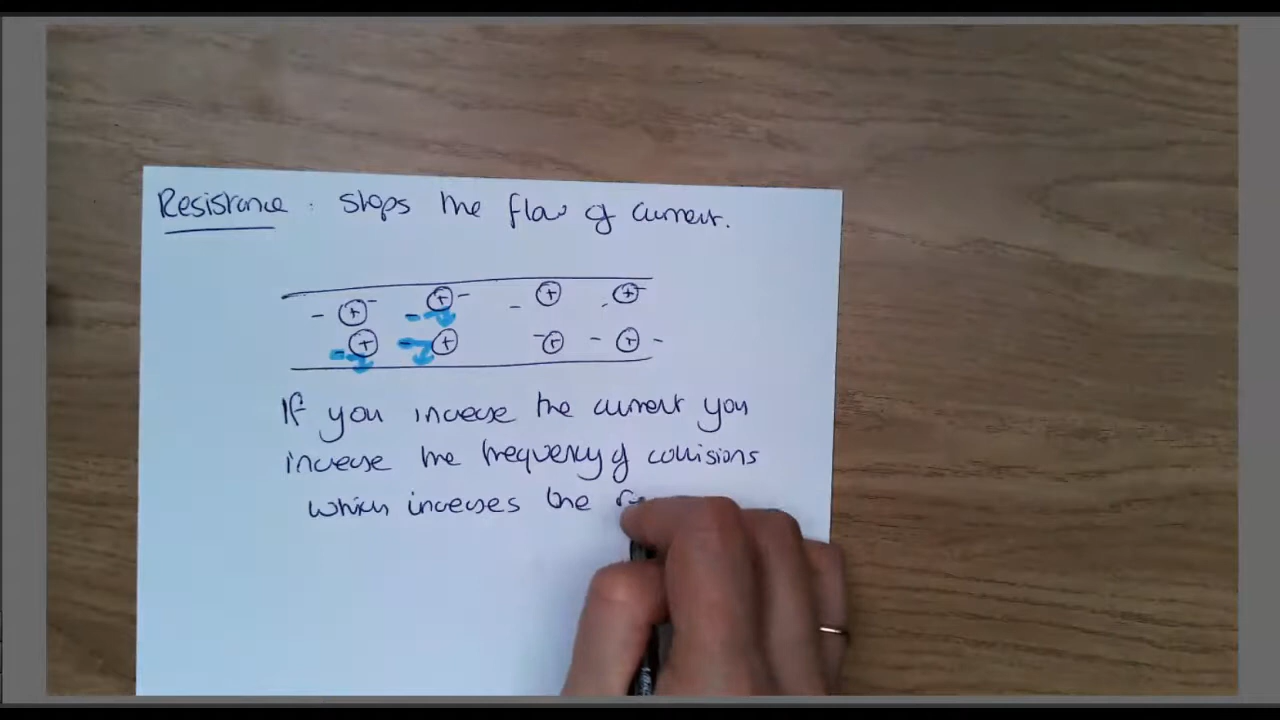 Resistance : stops the flow of current.
- + - + - - + - +
- + - + - + - + -
If you increase the current you
increase the frequency of collisions
which increases the